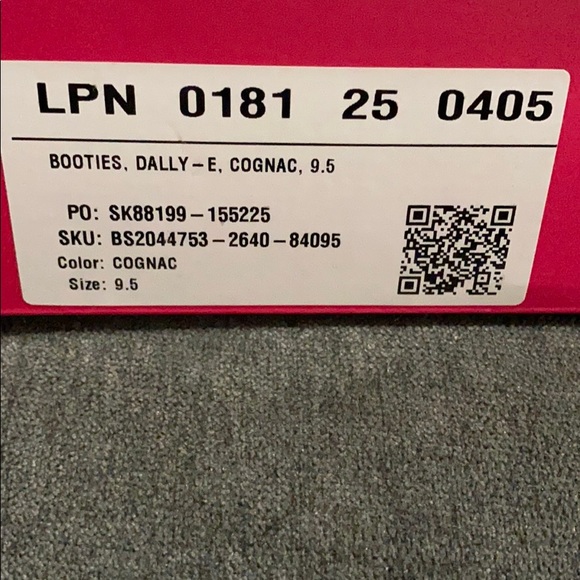 LPN 0181 25 0405
BOOTIES, DALLY-E, COGNAC, 9.5
PO: SK88199-155225
SKU: BS2044753-2640-84095
Color: COGNAC
Size: 9.5